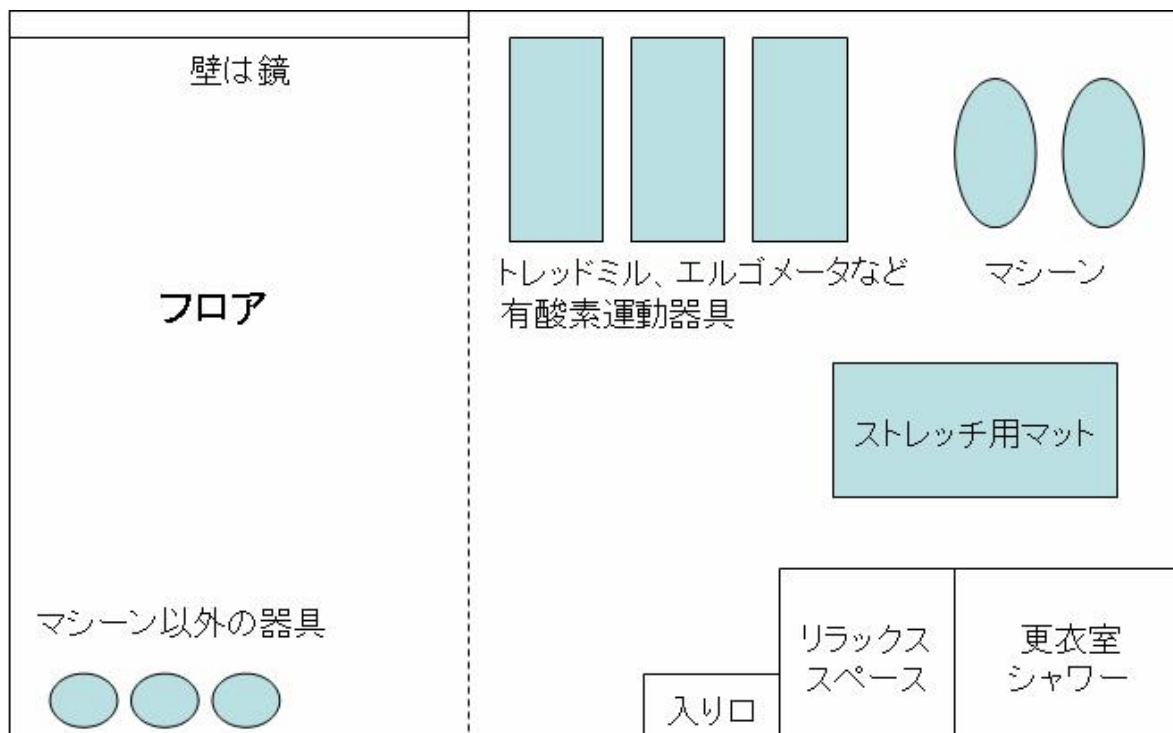 壁は鏡
フロア
トレッドミル、エルゴメータなど
有酸素運動器具
マシーン
ストレッチ用マット
マシーン以外の器具
入り口
リラックス
スペース
更衣室
シャワー